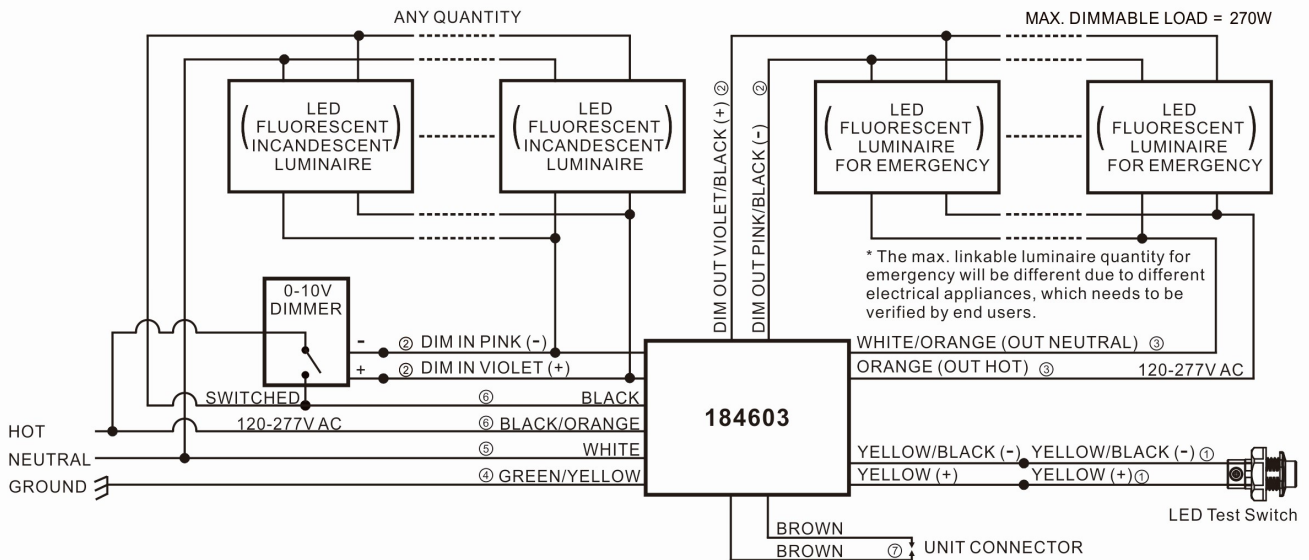 ANY QUANTITY
MAX. DIMMABLE LOAD = 270W
LED
FLUORESCENT
INCANDESCENT
LUMINAIRE
LED
FLUORESCENT
INCANDESCENT
LUMINAIRE
DIM OUT VIOLET/BLACK (+) ②
DIM OUT PINK/BLACK (-) ②
LED
FLUORESCENT
LUMINAIRE
FOR EMERGENCY
LED
FLUORESCENT
LUMINAIRE
FOR EMERGENCY
* The max. linkable luminaire quantity for
emergency will be different due to different
electrical appliances, which needs to be
verified by end users.
0-10V
DIMMER
- ② DIM IN PINK (-)
+ ② DIM IN VIOLET (+)
SWITCHED ⑥ BLACK
120-277V AC ⑥ BLACK/ORANGE
HOT
⑤ WHITE
NEUTRAL
④ GREEN/YELLOW
GROUND
184603
WHITE/ORANGE (OUT NEUTRAL) ③
ORANGE (OUT HOT) ③ 120-277V AC
YELLOW/BLACK (-) YELLOW/BLACK (-) ①
YELLOW (+) YELLOW (+) ①
LED Test Switch
BROWN
BROWN ⑦ UNIT CONNECTOR